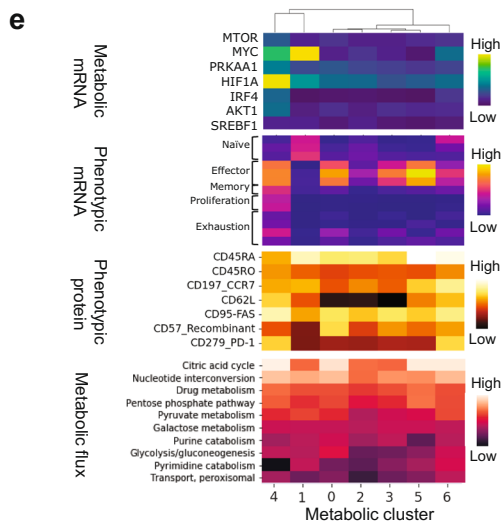 e
Metabolic
mRNA
MTOR
MYC
PRKAA1
HIF1A
IRF4
AKT1
SREBF1
High
Low
Phenotypic
mRNA
Naïve
Effector
Memory
Proliferation
Exhaustion
High
Low
Phenotypic
protein
CD45RA
CD45RO
CD197_CCR7
CD62L
CD95-FAS
CD57_Recombinant
CD279_PD-1
High
Low
Metabolic flux
Citric acid cycle
Nucleotide interconversion
Drug metabolism
Pentose phosphate pathway
Pyruvate metabolism
Galactose metabolism
Purine catabolism
Glycolysis/gluconeogenesis
Pyrimidine catabolism
Transport, peroxisomal
High
Low
4 1 0 2 3 5 6
Metabolic cluster